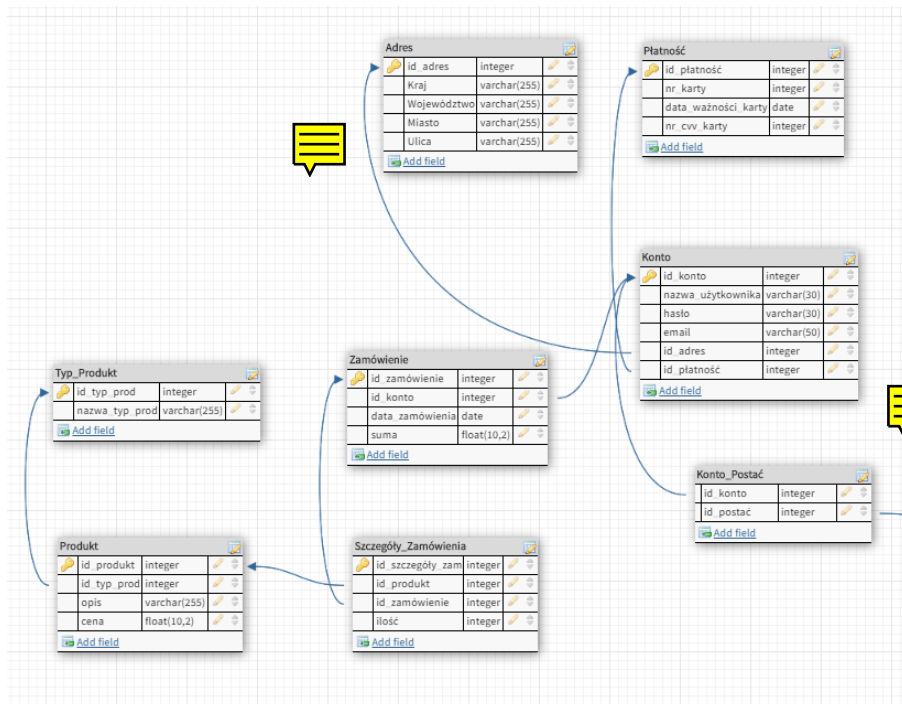 Adres
id_adres integer
Kraj varchar(255)
Województwo varchar(255)
Miasto varchar(255)
Ulica varchar(255)
Add field
Płatność
id_płatność integer
nr_karty integer
data_ważności_karty date
nr_cvv_karty integer
Add field
Konto
id_konto integer
nazwa_użytkownika varchar(30)
hasło varchar(30)
email varchar(50)
id_adres integer
id_płatność integer
Add field
Typ_Produkt
id_typ_prod integer
nazwa_typ_prod varchar(255)
Add field
Zamówienie
id_zamówienie integer
id_konto integer
data_zamówienia date
suma float(10,2)
Add field
Konto_Postać
id_konto integer
id_postać integer
Add field
Produkt
id_produkt integer
id_typ_prod integer
opis varchar(255)
cena float(10,2)
Add field
Szczegóły_Zamówienia
id_szczegóły_zam integer
id_produkt integer
id_zamówienie integer
ilość integer
Add field